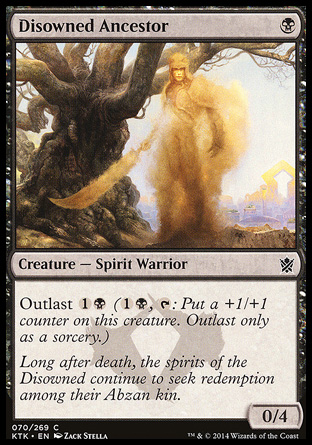 Disowned Ancestor
Creature — Spirit Warrior
Outlast 1 (1, : Put a +1/+1
counter on this creature. Outlast only
as a sorcery.)
Long after death, the spirits of the
Disowned continue to seek redemption
among their Abzan kin.
0/4
070/269 C
KTK • EN Zack Stella
™ & © 2014 Wizards of the Coast